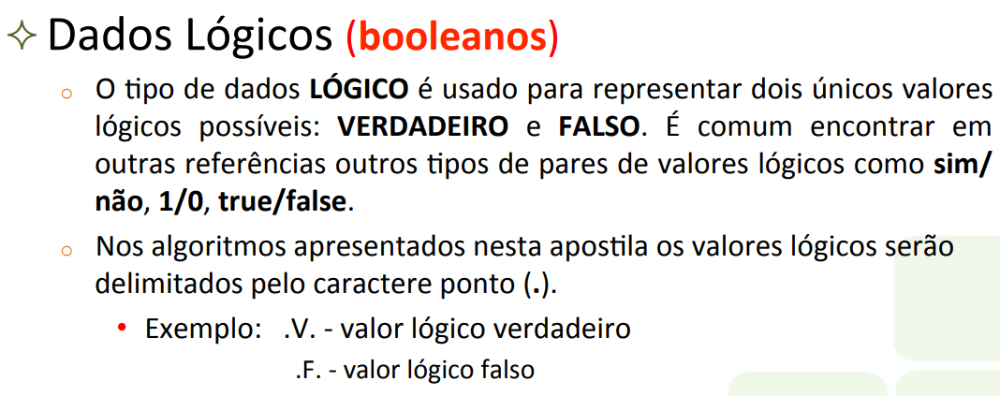 Dados Lógicos (booleanos)
O tipo de dados LÓGICO é usado para representar dois únicos valores
lógicos possíveis: VERDADEIRO e FALSO. É comum encontrar em
outras referências outros tipos de pares de valores lógicos como sim/
não, 1/0, true/false.
Nos algoritmos apresentados nesta apostila os valores lógicos serão
delimitados pelo caractere ponto (.).
• Exemplo: .V. - valor lógico verdadeiro
.F. - valor lógico falso